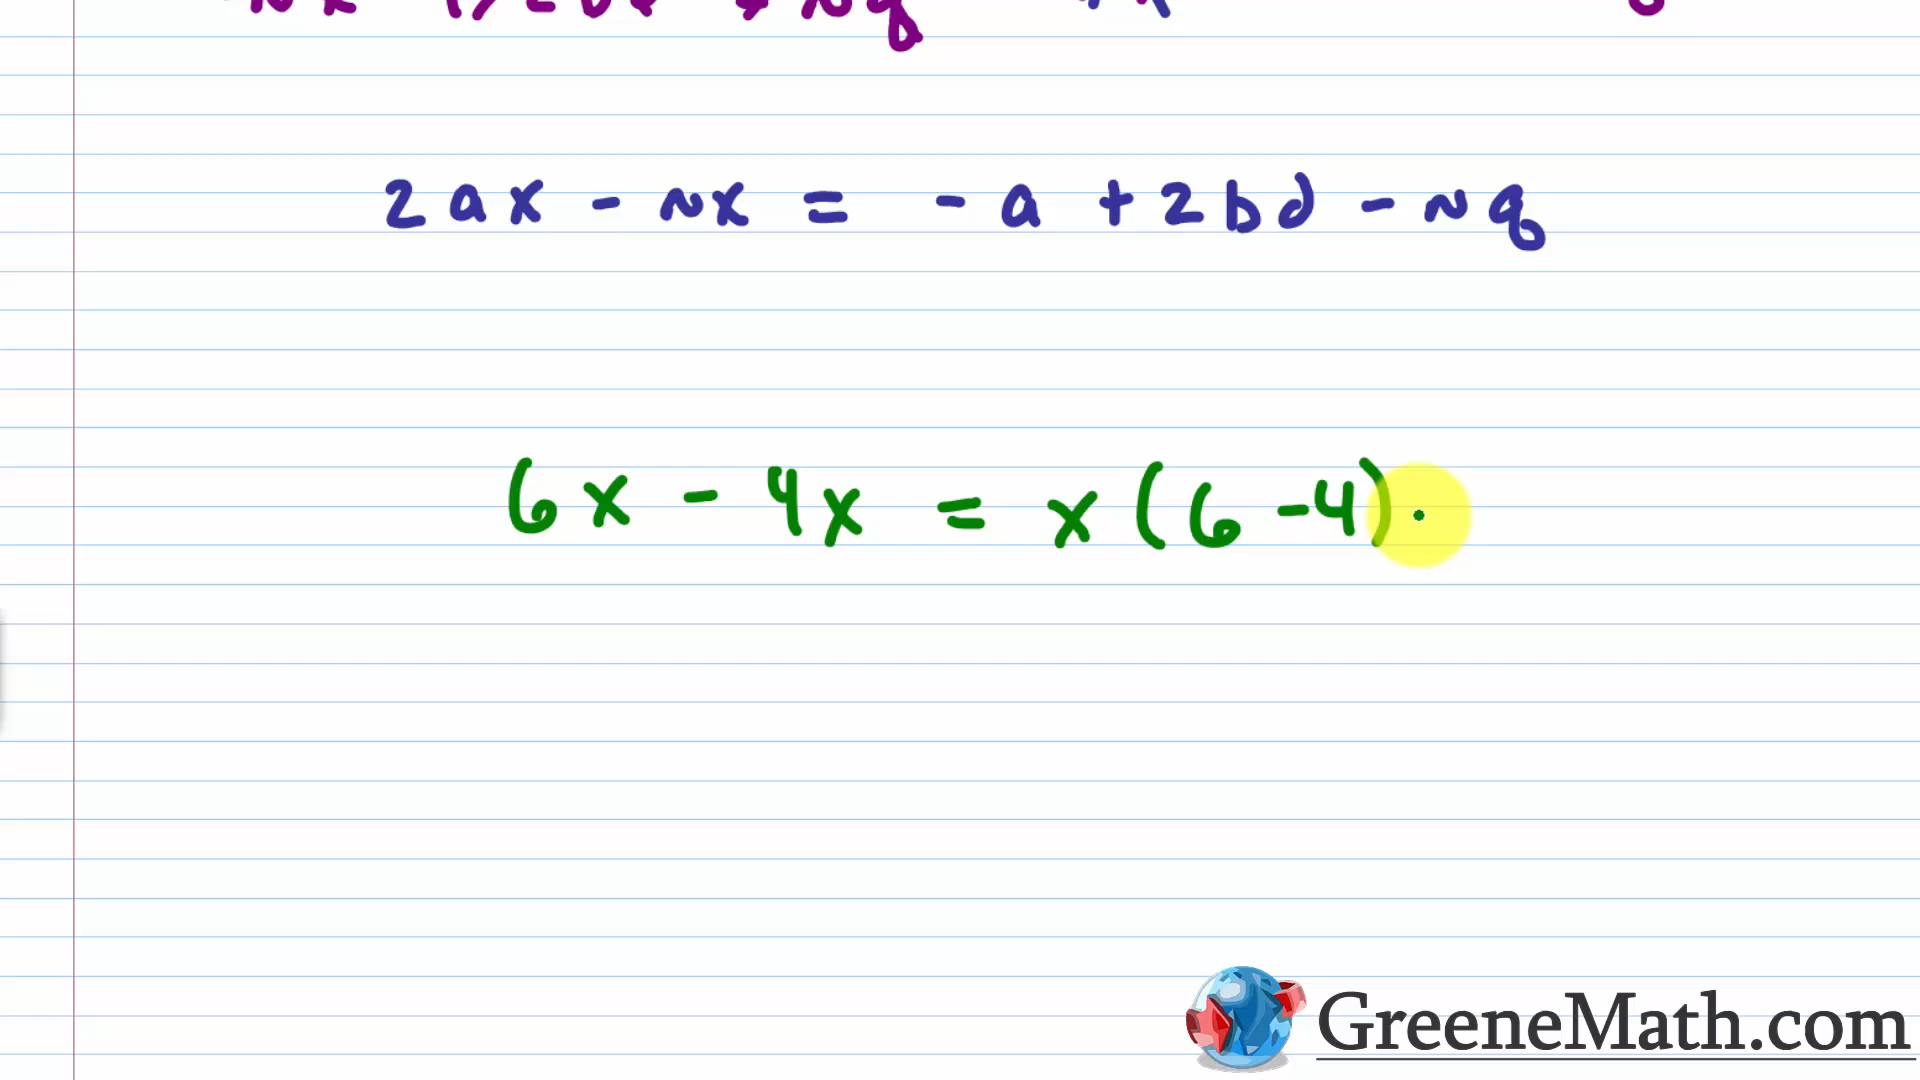 2ax - nx = -a + 2bd - nq
6x - 4x = x(6-4)
GreeneMath.com